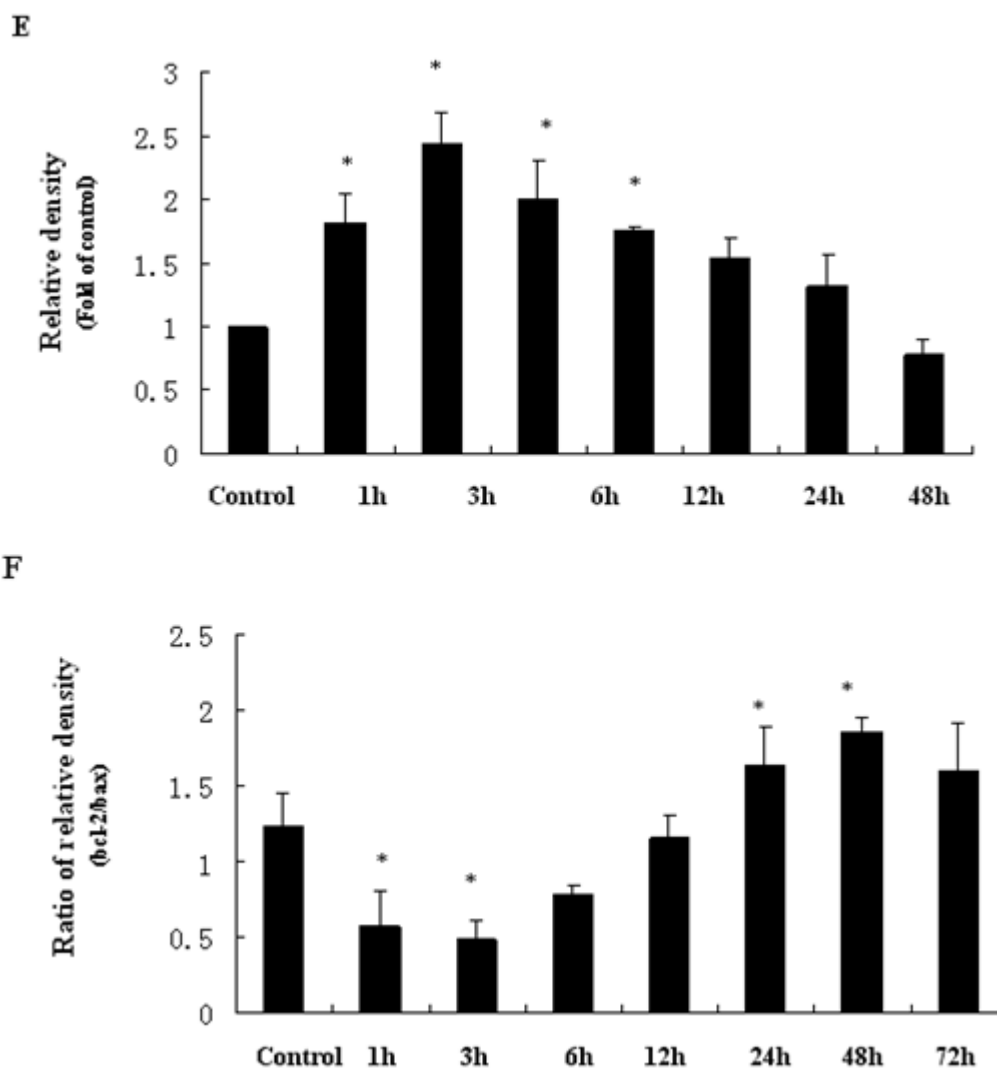 E
Relative density
(Fold of control)
3
2.5
2
1.5
1
0.5
0
*
*
*
*
Control 1h 3h 6h 12h 24h 48h
F
Ratio of relative density
(bcl-2/bax)
2.5
2
1.5
1
0.5
0
*
*
*
*
Control 1h 3h 6h 12h 24h 48h 72h